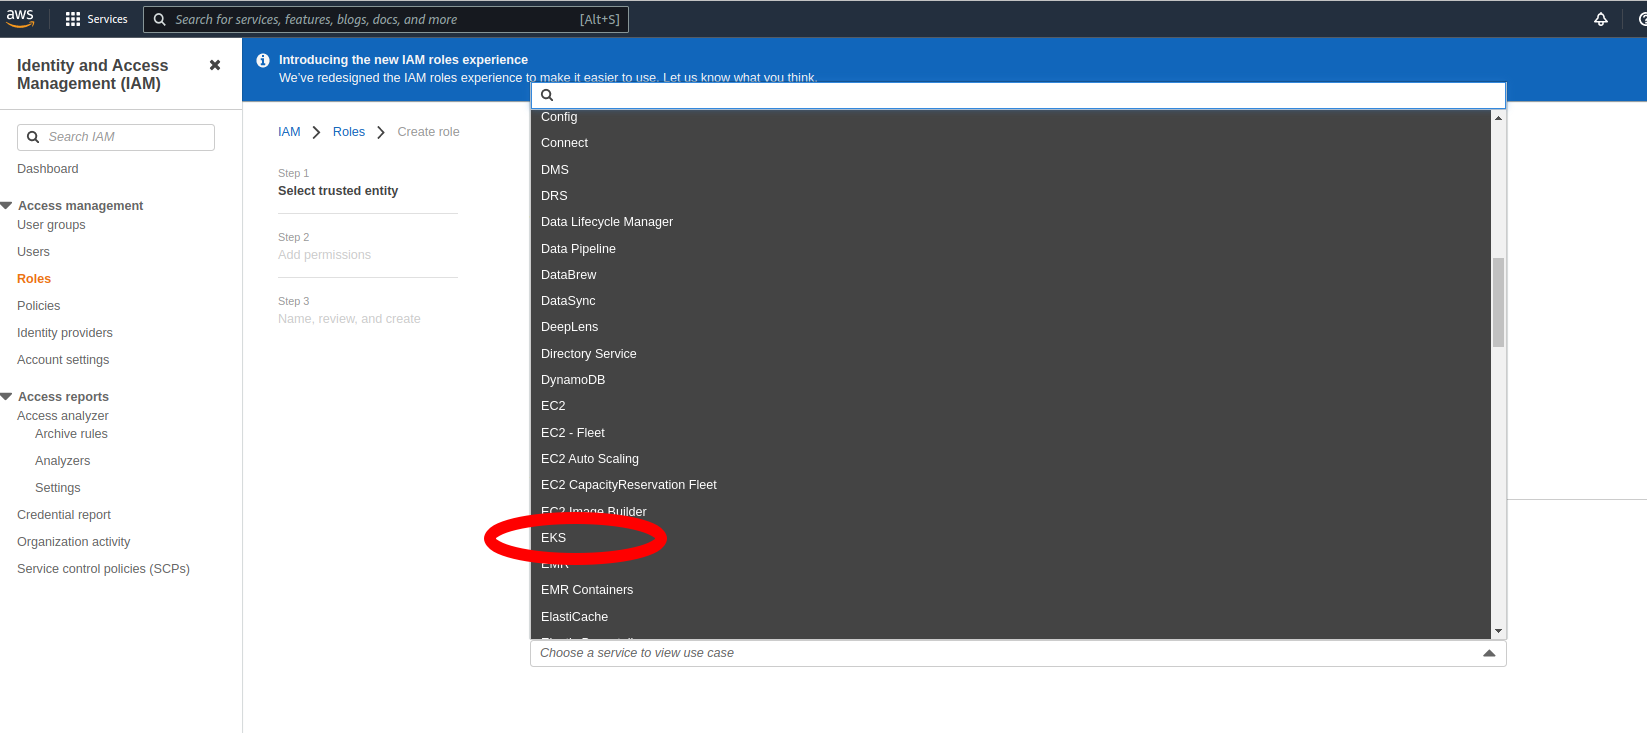 aws
Services
Search for services, features, blogs, docs, and more
[Alt+S]
Identity and Access
Management (IAM)
Search IAM
Dashboard
Access management
User groups
Users
Roles
Policies
Identity providers
Account settings
Access reports
Access analyzer
Archive rules
Analyzers
Settings
Credential report
Organization activity
Service control policies (SCPs)
Introducing the new IAM roles experience
We've redesigned the IAM roles experience to make it easier to use. Let us know what you think.
IAM
Roles
Create role
Step 1
Select trusted entity
Step 2
Add permissions
Step 3
Name, review, and create
Config
Connect
DMS
DRS
Data Lifecycle Manager
Data Pipeline
DataBrew
DataSync
DeepLens
Directory Service
DynamoDB
EC2
EC2 - Fleet
EC2 Auto Scaling
EC2 CapacityReservation Fleet
EC2 Image Builder
EKS
EMR
EMR Containers
ElastiCache
Choose a service to view use case